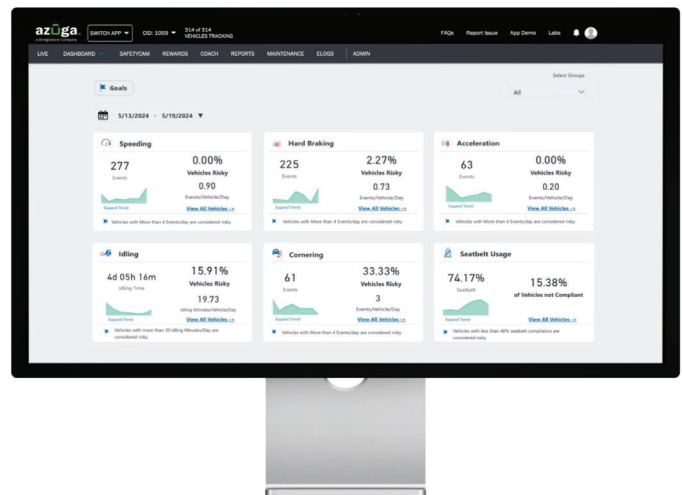 azuga
a Bridgestone Company
SWITCH APP
CID: 1059
314 of 314
VEHICLES TRACKING
FAQs
Report Issue
App Demo
Labs
LIVE
DASHBOARD
SAFETYCAM
REWARDS
COACH
REPORTS
MAINTENANCE
ELOGS
ADMIN
Select Groups
Goals
All
5/13/2024 - 5/19/2024
Speeding
277
Events
0.00%
Vehicles Risky
0.90
Events/Vehicle/Day
Expand Trend
View All Vehicles ->
Vehicles with More than 4 Events/day are considered risky
Hard Braking
225
Events
2.27%
Vehicles Risky
0.73
Events/Vehicle/Day
Expand Trend
View All Vehicles ->
Vehicles with More than 4 Events/day are considered risky
Acceleration
63
Events
0.00%
Vehicles Risky
0.20
Events/Vehicle/Day
Expand Trend
View All Vehicles ->
Vehicles with More than 4 Events/day are considered risky
Idling
4d 05h 16m
Idling Time
15.91%
Vehicles Risky
19.73
Idling Minutes/Vehicle/Day
Expand Trend
View All Vehicles ->
Vehicles with more than 30 Idling Minutes/Day are
considered risky
Cornering
61
Events
33.33%
Vehicles Risky
3
Events/Vehicle/Day
Expand Trend
View All Vehicles ->
Vehicles with More than 4 Events/day are considered risky
Seatbelt Usage
74.17%
Seatbelt
15.38%
of Vehicles not Compliant
Expand Trend
View All Vehicles ->
Vehicles with less than 40% seatbelt compliance are
considered risky